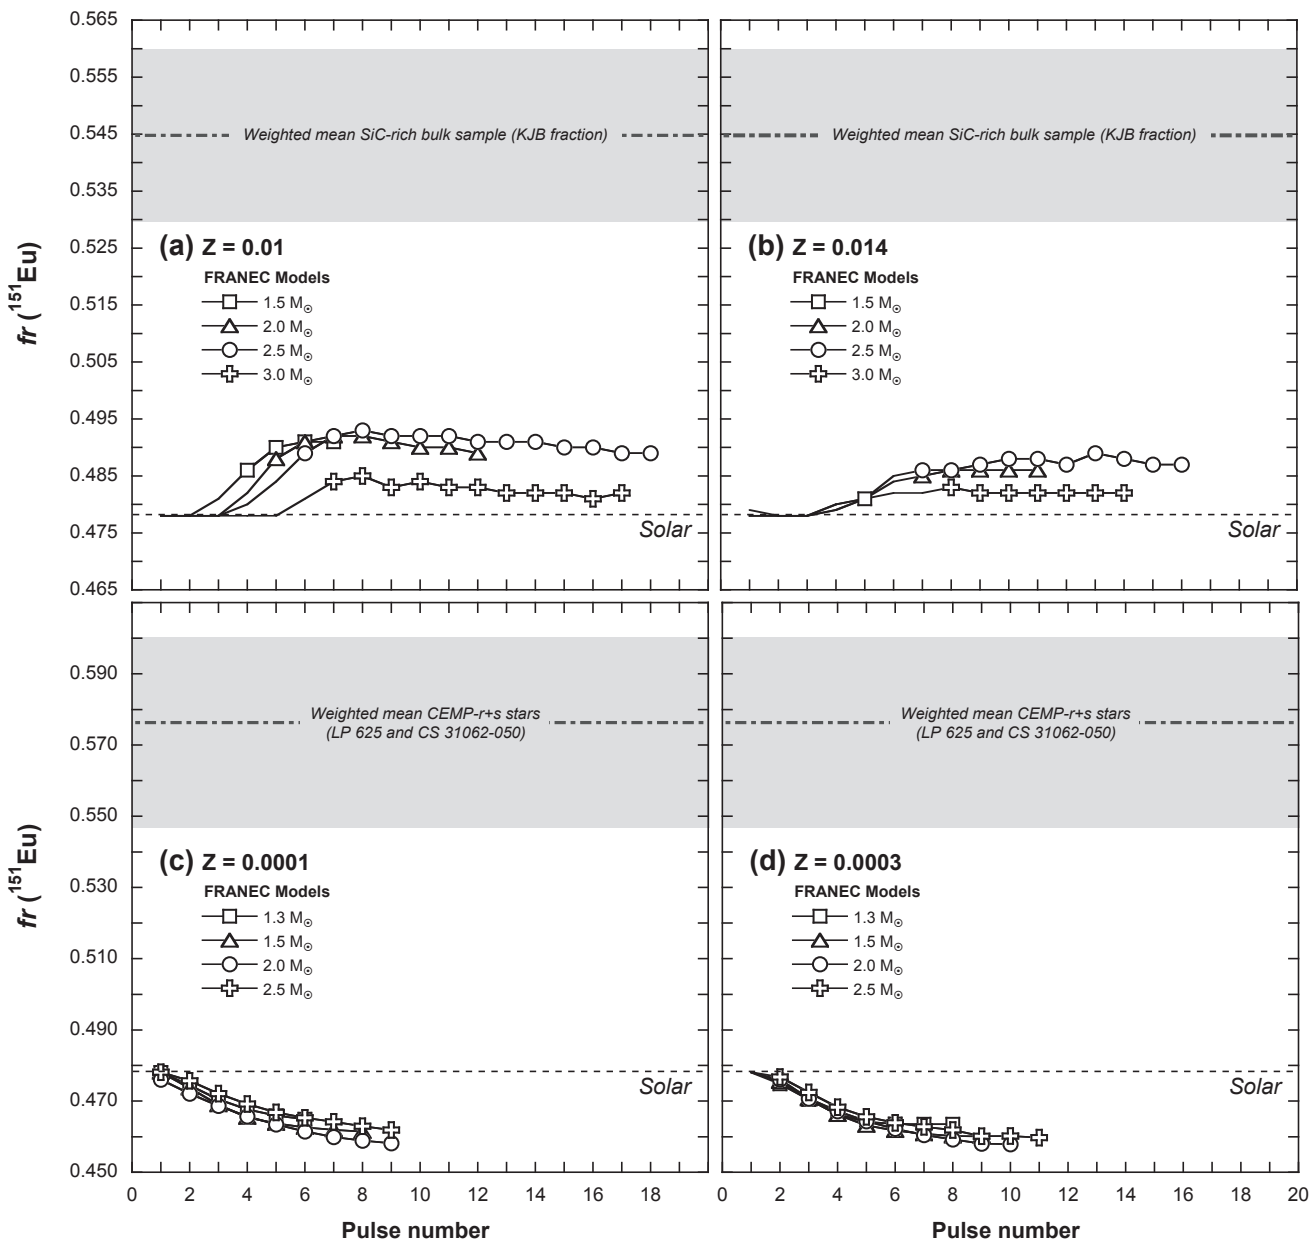 0.565
0.555
0.545
0.535
0.525
0.515
0.505
0.495
0.485
0.475
0.465
fr (¹⁵¹Eu)
Weighted mean SiC-rich bulk sample (KJB fraction)
(a) Z = 0.01
FRANEC Models
1.5 M☉
2.0 M☉
2.5 M☉
3.0 M☉
Solar
Weighted mean SiC-rich bulk sample (KJB fraction)
(b) Z = 0.014
FRANEC Models
1.5 M☉
2.0 M☉
2.5 M☉
3.0 M☉
Solar
0.590
0.570
0.550
0.530
0.510
0.490
0.470
0.450
fr (¹⁵¹Eu)
Weighted mean CEMP-r+s stars
(LP 625 and CS 31062-050)
(c) Z = 0.0001
FRANEC Models
1.3 M☉
1.5 M☉
2.0 M☉
2.5 M☉
Solar
0 2 4 6 8 10 12 14 16 18
Pulse number
Weighted mean CEMP-r+s stars
(LP 625 and CS 31062-050)
(d) Z = 0.0003
FRANEC Models
1.3 M☉
1.5 M☉
2.0 M☉
2.5 M☉
Solar
0 2 4 6 8 10 12 14 16 18 20
Pulse number